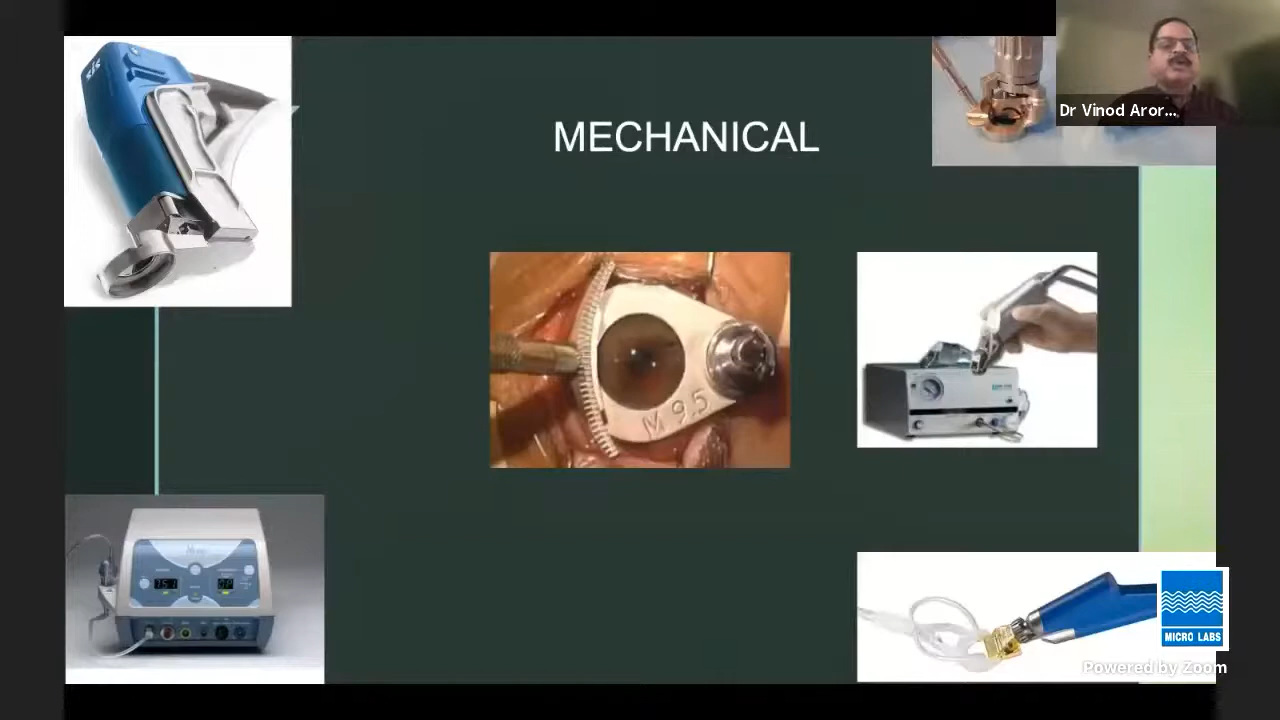 Dr Vinod Aror...
MECHANICAL
M 9.5
MICRO LABS
Powered by Zoom